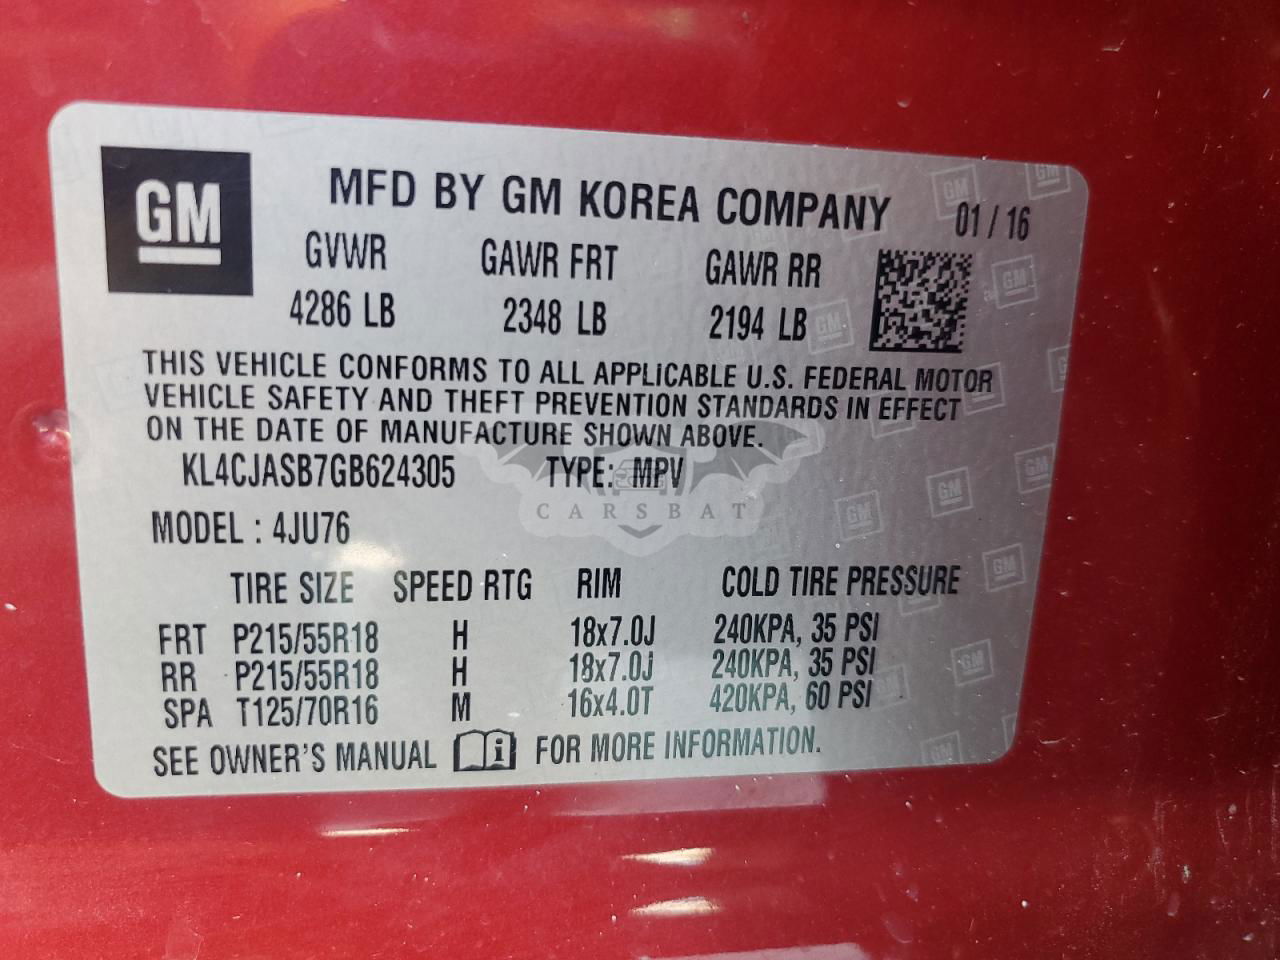 GM
MFD BY GM KOREA COMPANY 01 / 16
GVWR GAWR FRT GAWR RR
4286 LB 2348 LB 2194 LB
THIS VEHICLE CONFORMS TO ALL APPLICABLE U.S. FEDERAL MOTOR
VEHICLE SAFETY AND THEFT PREVENTION STANDARDS IN EFFECT
ON THE DATE OF MANUFACTURE SHOWN ABOVE.
KL4CJASB7GB624305 TYPE: MPV
CARSBAT
MODEL : 4JU76
TIRE SIZE SPEED RTG RIM COLD TIRE PRESSURE
FRT P215/55R18 H 18x7.0J 240KPA, 35 PSI
RR P215/55R18 H 18x7.0J 240KPA, 35 PSI
SPA T125/70R16 M 16x4.0T 420KPA, 60 PSI
SEE OWNER'S MANUAL i FOR MORE INFORMATION.